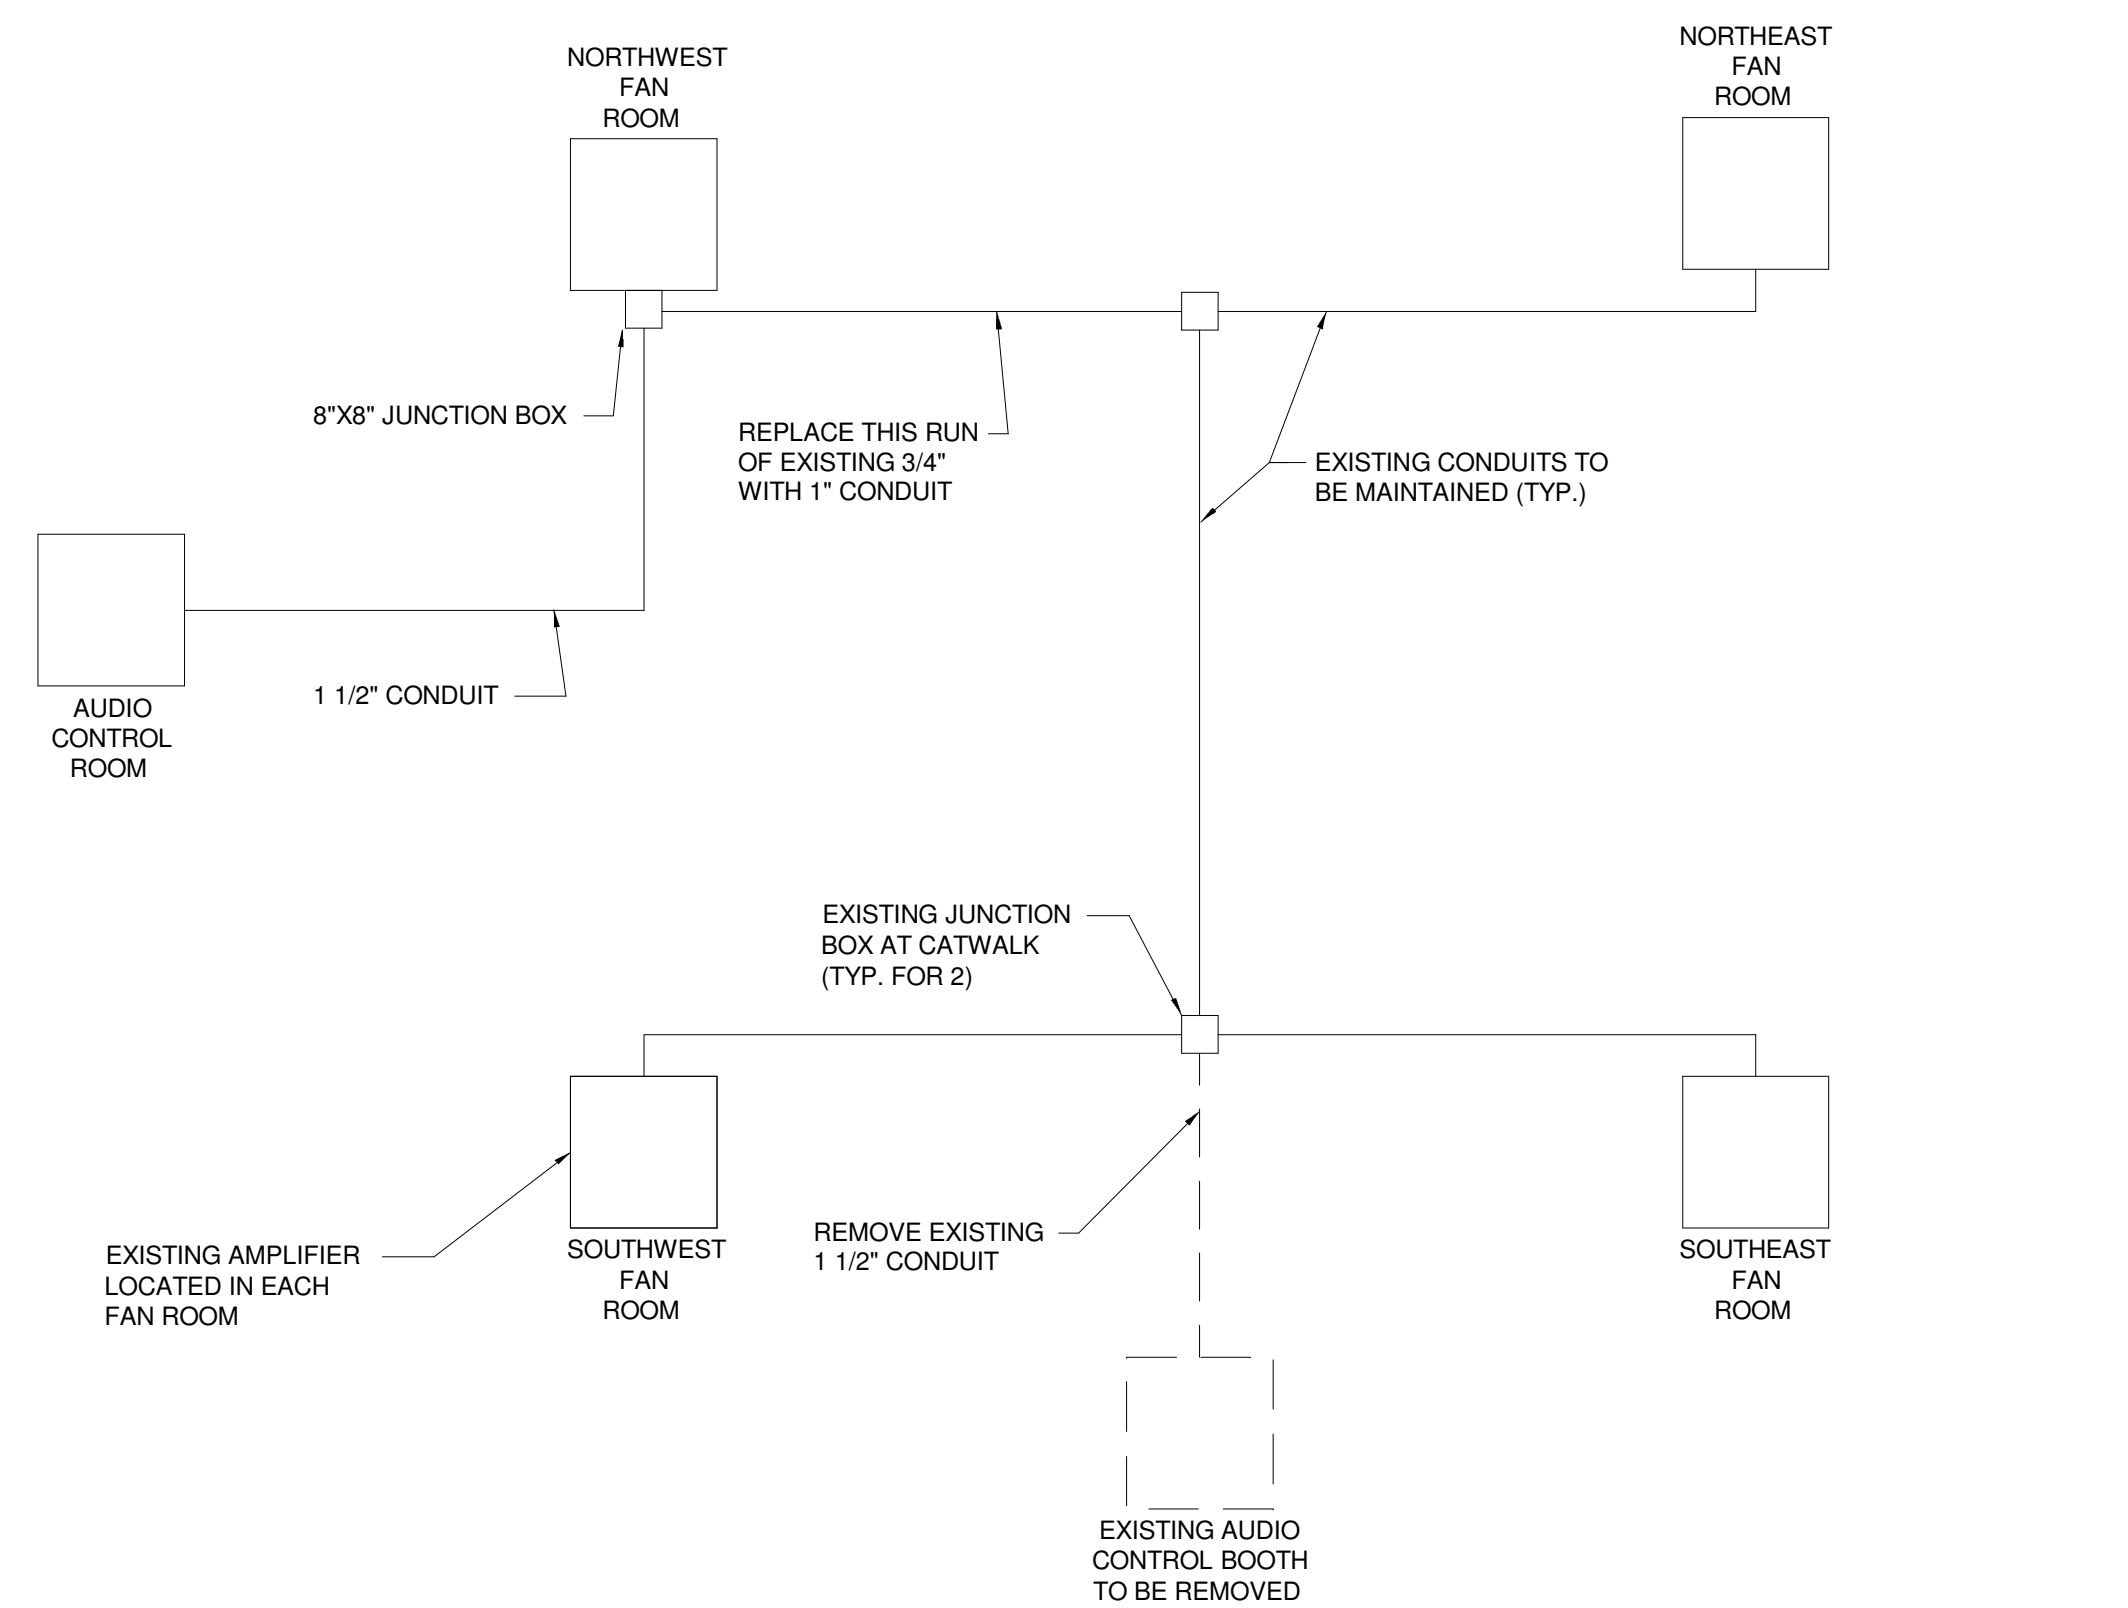 NORTHWEST
FAN
ROOM
NORTHEAST
FAN
ROOM
8"X8" JUNCTION BOX
REPLACE THIS RUN
OF EXISTING 3/4"
WITH 1" CONDUIT
EXISTING CONDUITS TO
BE MAINTAINED (TYP.)
1 1/2" CONDUIT
AUDIO
CONTROL
ROOM
EXISTING JUNCTION
BOX AT CATWALK
(TYP. FOR 2)
EXISTING AMPLIFIER
LOCATED IN EACH
FAN ROOM
SOUTHWEST
FAN
ROOM
REMOVE EXISTING
1 1/2" CONDUIT
SOUTHEAST
FAN
ROOM
EXISTING AUDIO
CONTROL BOOTH
TO BE REMOVED